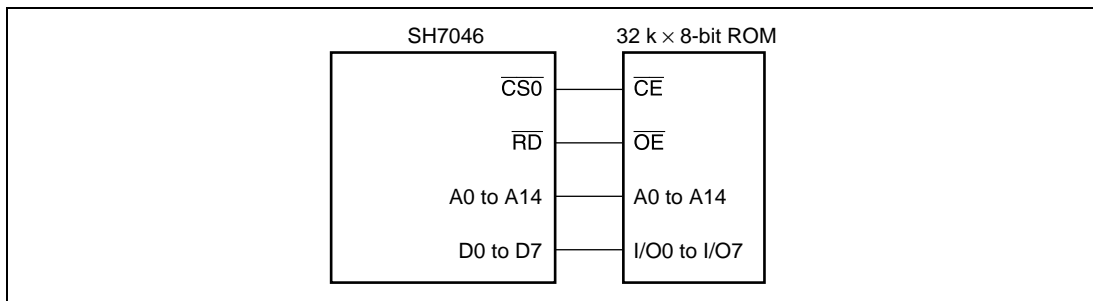 SH7046 32 k × 8-bit ROM
CS0 CE
RD OE
A0 to A14 A0 to A14
D0 to D7 I/O0 to I/O7